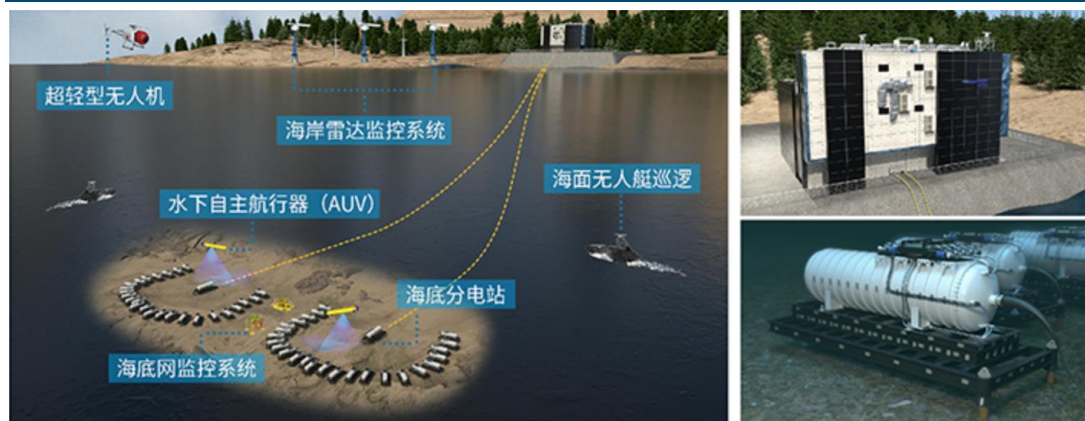 超轻型无人机
海岸雷达监控系统
海面无人艇巡逻
水下自主航行器（AUV）
海底分电站
海底网监控系统